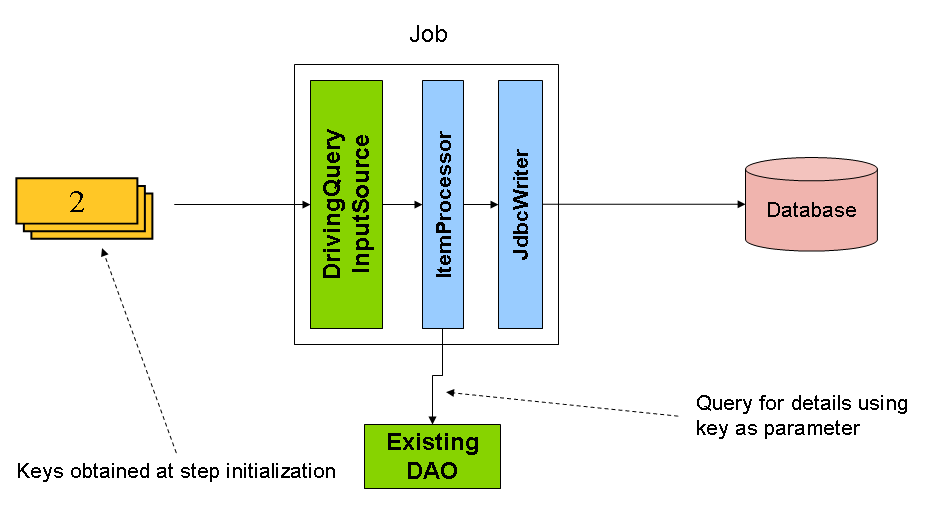 Job
2
DrivingQuery
InputSource
ItemProcessor
JdbcWriter
Database
Existing
DAO
Query for details using
key as parameter
Keys obtained at step initialization